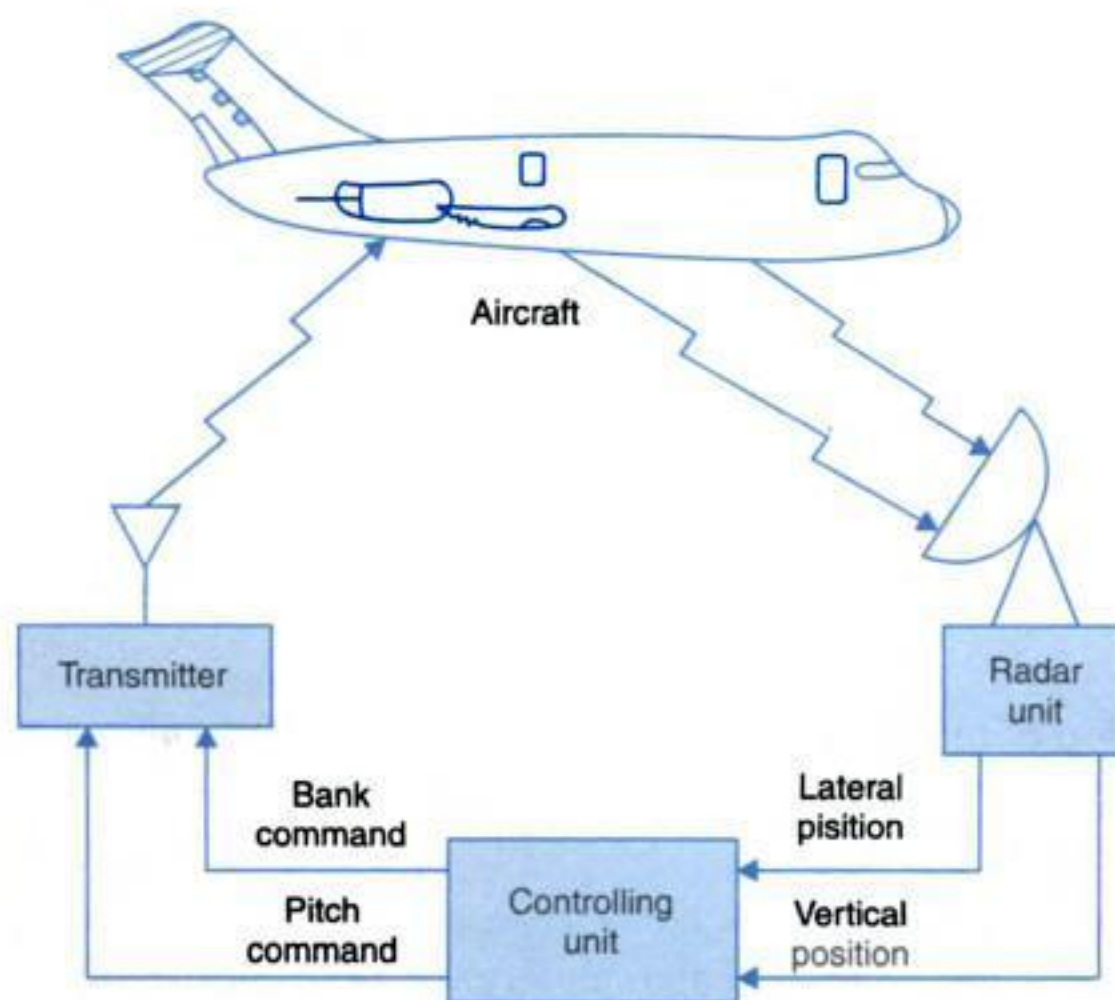 Aircraft
Transmitter
Radar
unit
Bank
command
Lateral
pisition
Pitch
command
Controlling
unit
Vertical
position